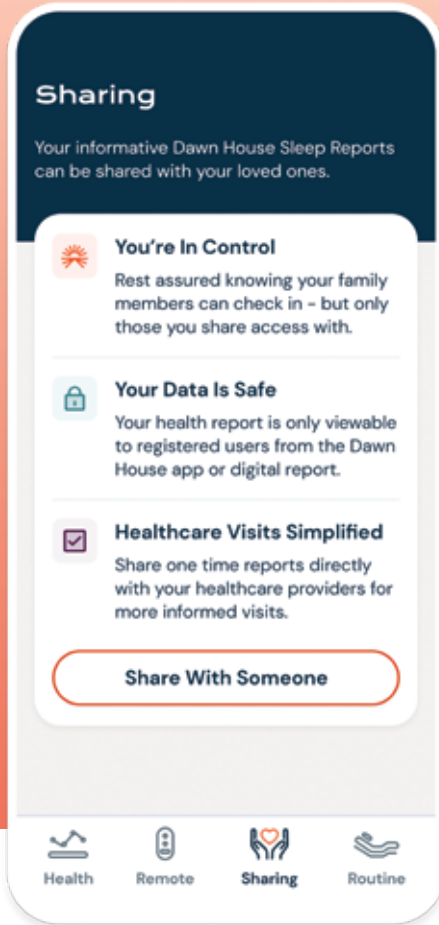 Sharing
Your informative Dawn House Sleep Reports
can be shared with your loved ones.
You're In Control
Rest assured knowing your family
members can check in - but only
those you share access with.
Your Data Is Safe
Your health report is only viewable
to registered users from the Dawn
House app or digital report.
Healthcare Visits Simplified
Share one time reports directly
with your healthcare providers for
more informed visits.
Share With Someone
Health
Remote
Sharing
Routine